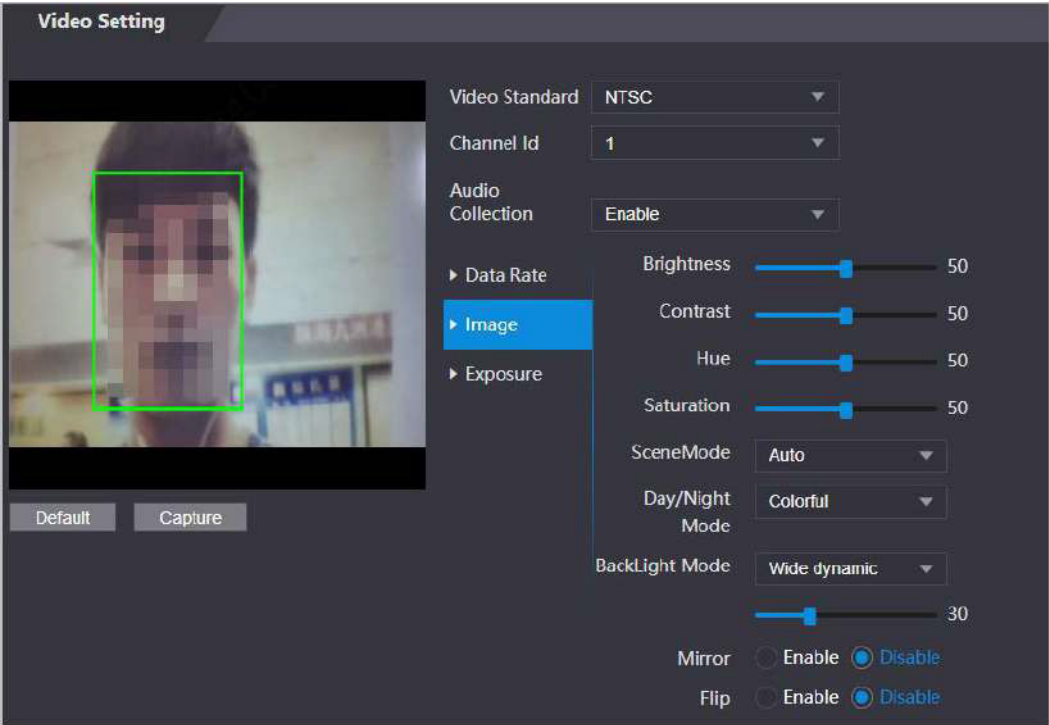 Video Setting
Video Standard NTSC
Channel Id 1
Audio
Collection Enable
Data Rate
Image
Exposure
Brightness 50
Contrast 50
Hue 50
Saturation 50
SceneMode Auto
Day/Night
Mode Colorful
BackLight Mode Wide dynamic
30
Mirror Enable Disable
Flip Enable Disable
Default Capture